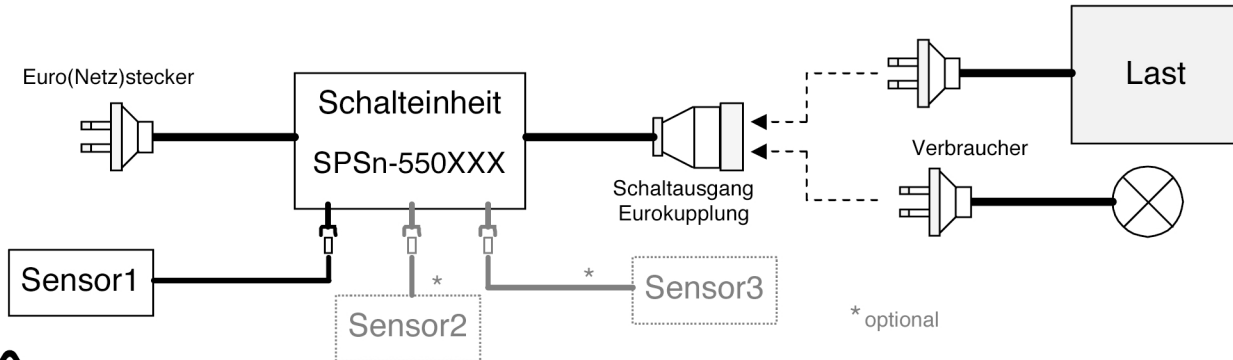 Euro(Netz)stecker
Schalteinheit
SPSn-550XXX
Last
Verbraucher
Schaltausgang
Eurokupplung
Sensor1
*
Sensor2
*
Sensor3
* optional